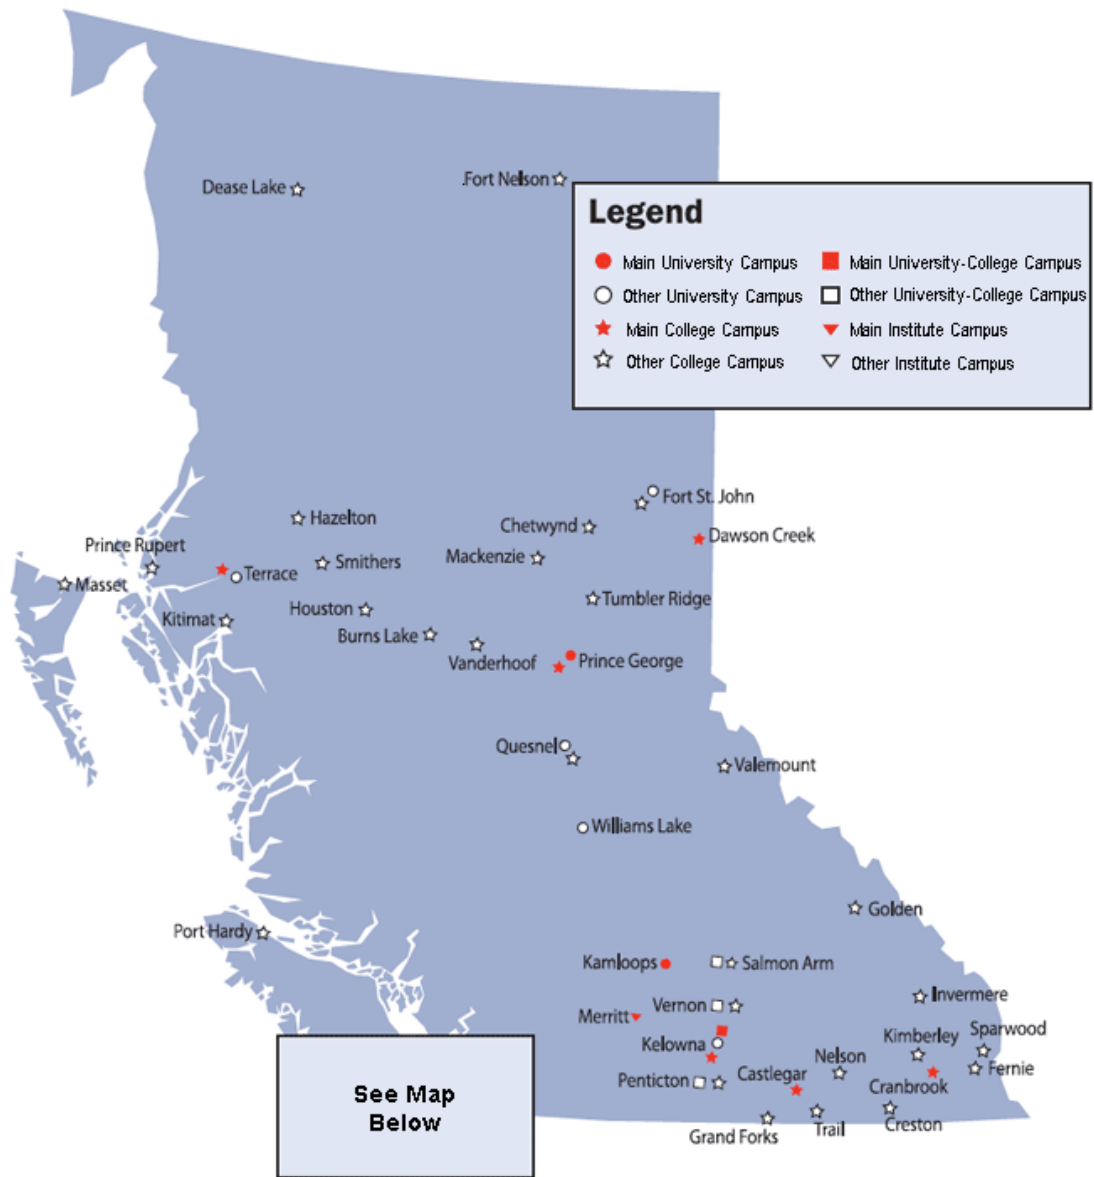 Dease Lake
.Fort Nelson
Legend
Main University Campus
Main University-College Campus
Other University Campus
Other University-College Campus
Main College Campus
Main Institute Campus
Other College Campus
Other Institute Campus
Fort St. John
Hazelton
Chetwynd
Dawson Creek
Prince Rupert
Mackenzie
Smithers
Terrace
Masset
Tumbler Ridge
Houston
Kitimat
Burns Lake
Vanderhoof
Prince George
Quesnel
Valemount
Williams Lake
Golden
Port Hardy
Kamloops
Salmon Arm
Invermere
Vernon
Merritt
Sparwood
Kimberley
Kelowna
Nelson
Fernie
Castlegar
Penticton
Cranbrook
See Map
Below
Creston
Trail
Grand Forks